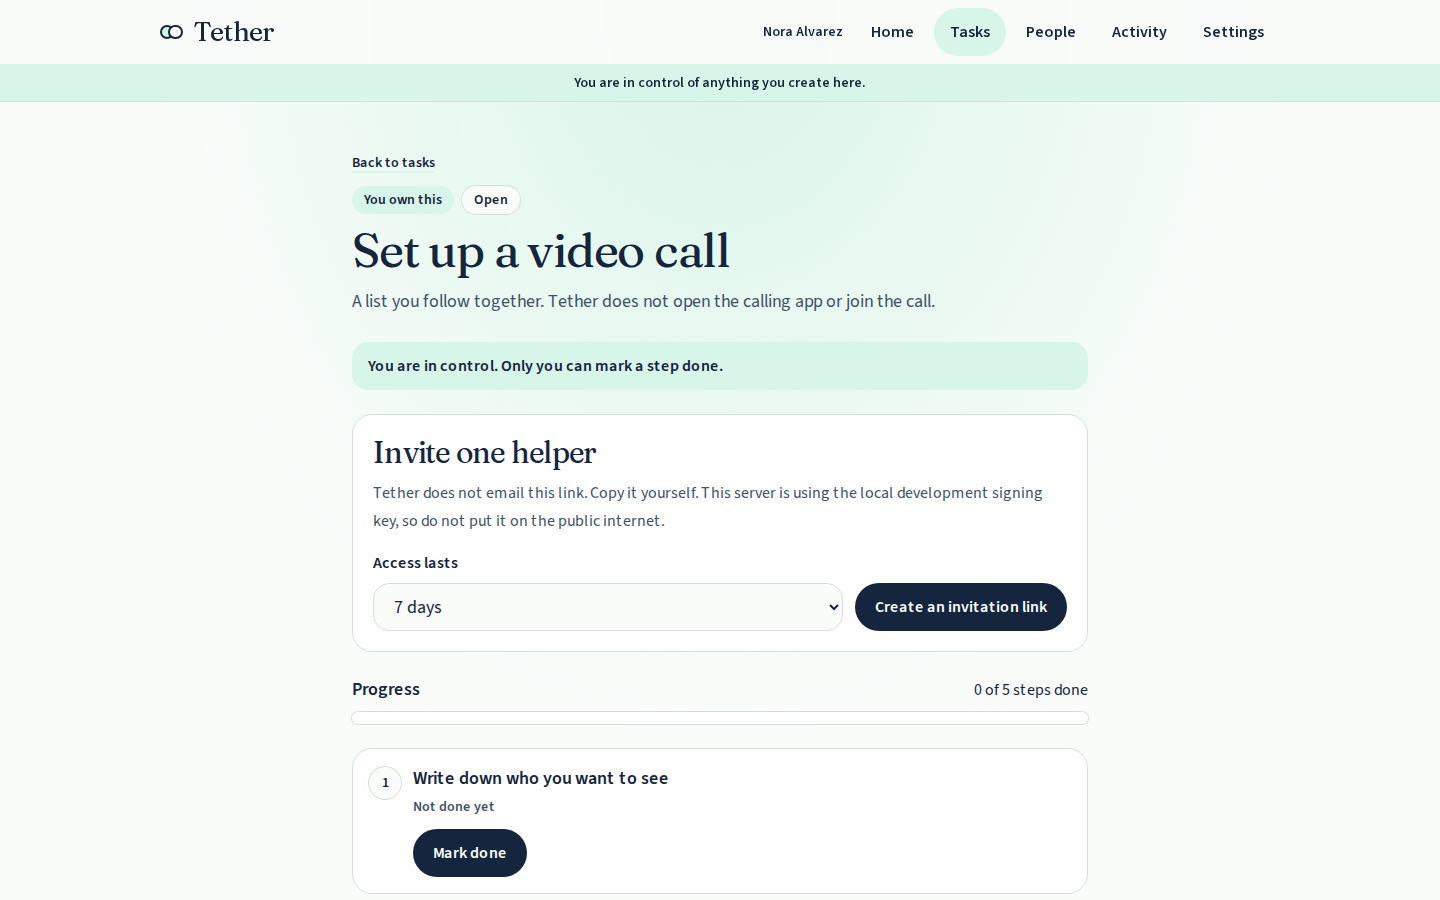 Tether
Nora Alvarez
Home
Tasks
People
Activity
Settings
You are in control of anything you create here.
Back to tasks
You own this
Open
Set up a video call
A list you follow together. Tether does not open the calling app or join the call.
You are in control. Only you can mark a step done.
Invite one helper
Tether does not email this link. Copy it yourself. This server is using the local development signing
key, so do not put it on the public internet.
Access lasts
7 days
Create an invitation link
Progress
0 of 5 steps done
1
Write down who you want to see
Not done yet
Mark done